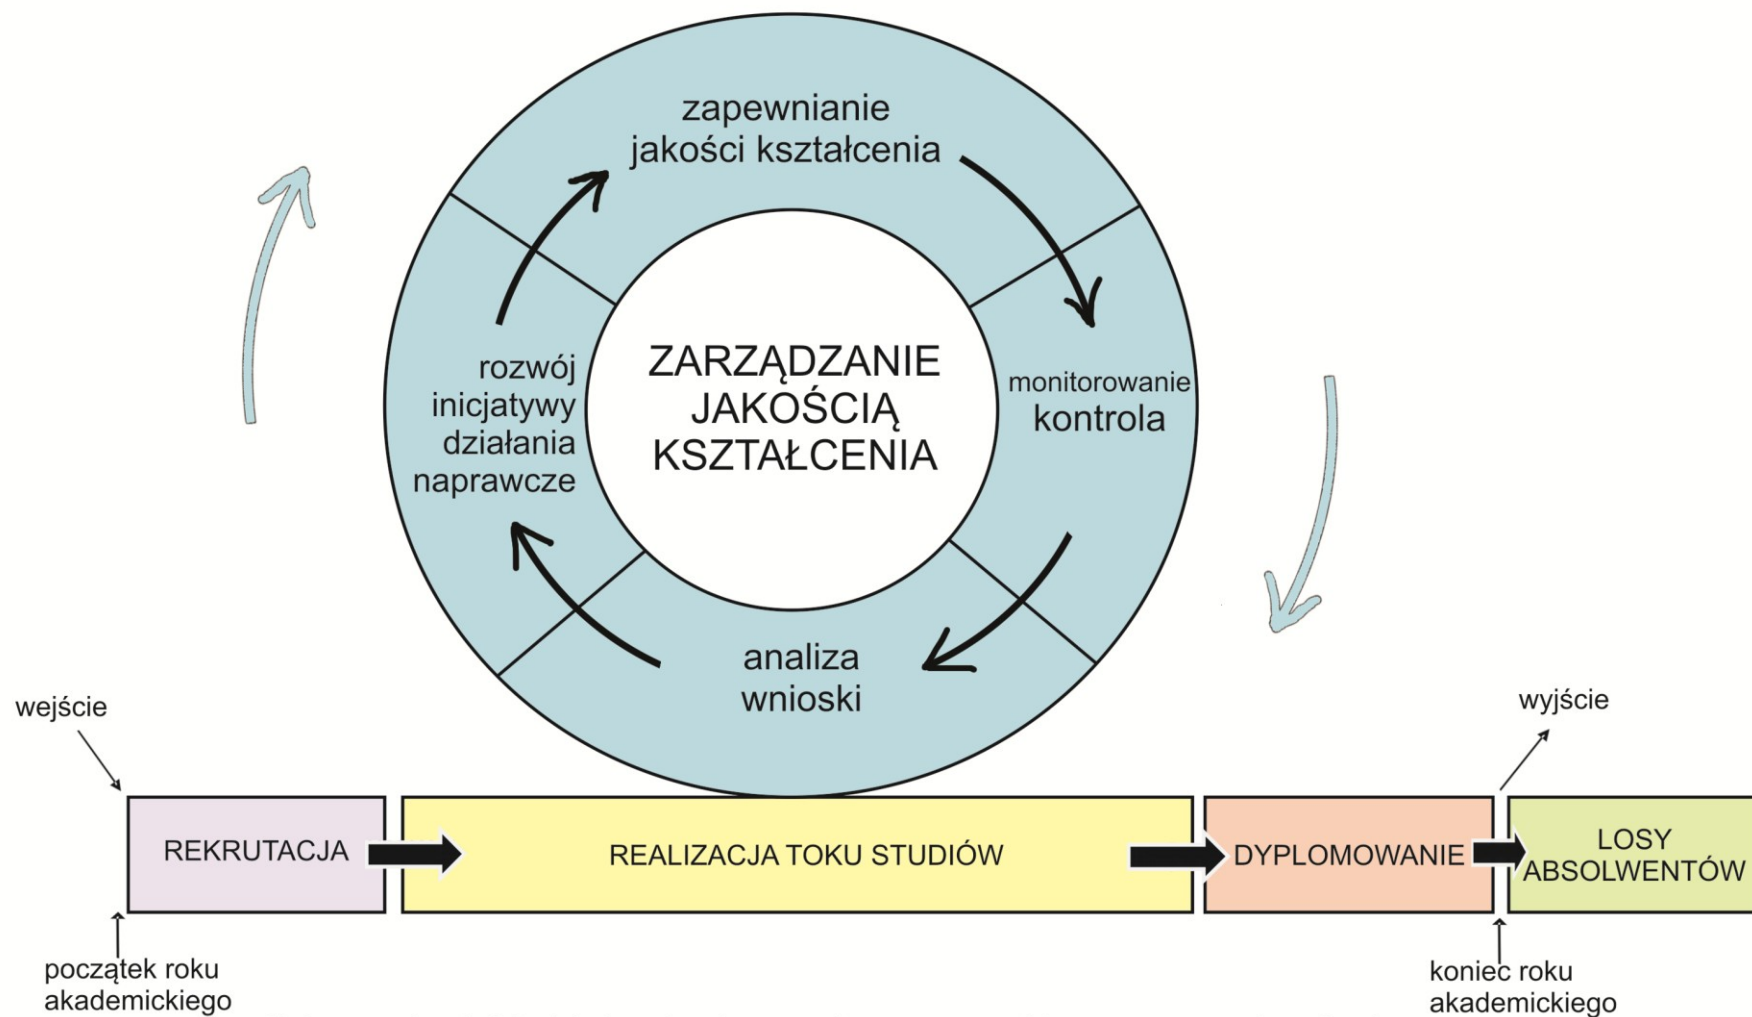 zapewnianie
jakości kształcenia
ZARZĄDZANIE
JAKOŚCIĄ
KSZTAŁCENIA
monitorowanie
kontrola
rozwój
inicjatywy
działania
naprawcze
analiza
wnioski
wejście
wyjście
REKRUTACJA
REALIZACJA TOKU STUDIÓW
DYPLOMOWANIE
LOSY
ABSOLWENTÓW
początek roku
akademickiego
koniec roku
akademickiego